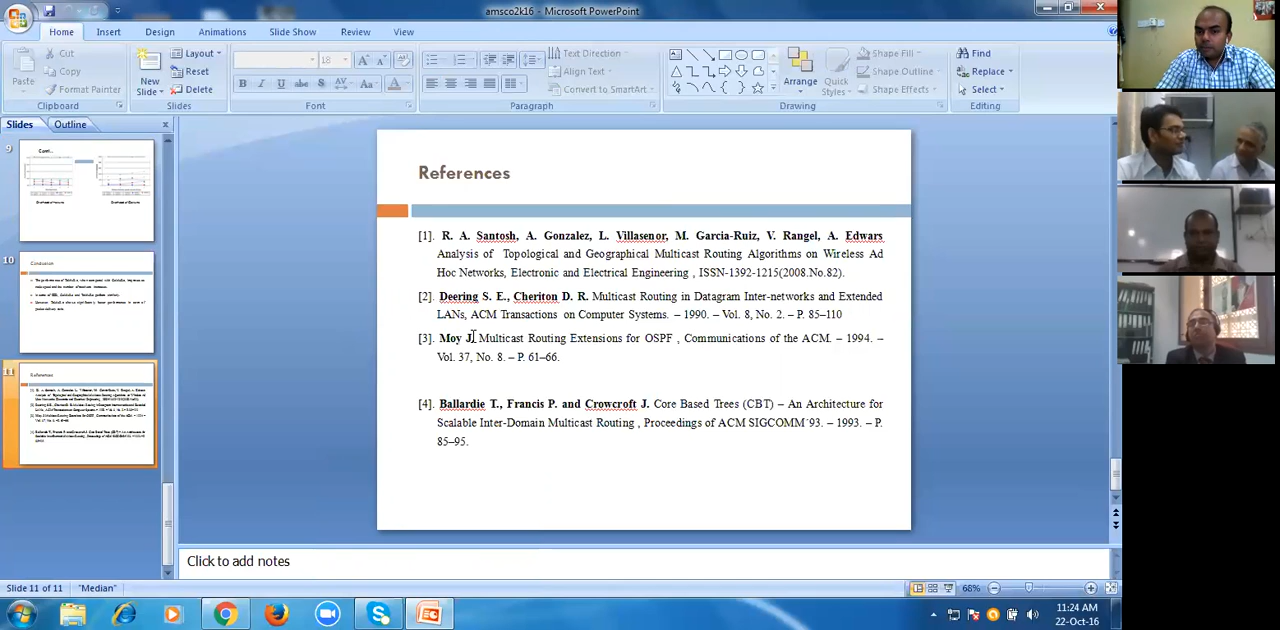 amsco2k16 - Microsoft PowerPoint
Home Insert Design Slide Show Animations Review View
Cut
Copy
Format Painter
Paste
Clipboard
New Slide
Layout
Reset
Delete
Slides
18
Font
Text Direction
Align Text
Convert to SmartArt
Paragraph
Arrange
Quick Styles
Shape Fill
Shape Outline
Shape Effects
Drawing
Find
Replace
Select
Editing
Slides Outline
9
10
11
Conclusion
References
References
[1]. R. A. Santosh, A. Gonzalez, L. Villasenor, M. Garcia-Ruiz, V. Rangel, A. Edwars
Analysis of Topological and Geographical Multicast Routing Algorithms on Wireless Ad
Hoc Networks, Electronic and Electrical Engineering , ISSN-1392-1215(2008.No.82).
[2]. Deering S. E., Cheriton D. R. Multicast Routing in Datagram Inter-networks and Extended
LANs, ACM Transactions on Computer Systems. – 1990. – Vol. 8, No. 2. – P. 85–110
[3]. Moy J. Multicast Routing Extensions for OSPF , Communications of the ACM. – 1994. –
Vol. 37, No. 8. – P. 61–66.
[4]. Ballardie T., Francis P. and Crowcroft J. Core Based Trees (CBT) – An Architecture for
Scalable Inter-Domain Multicast Routing , Proceedings of ACM SIGCOMM'93. – 1993. – P.
85–95.
Click to add notes
Slide 11 of 11 "Median"
68%
11:24 AM
22-Oct-16